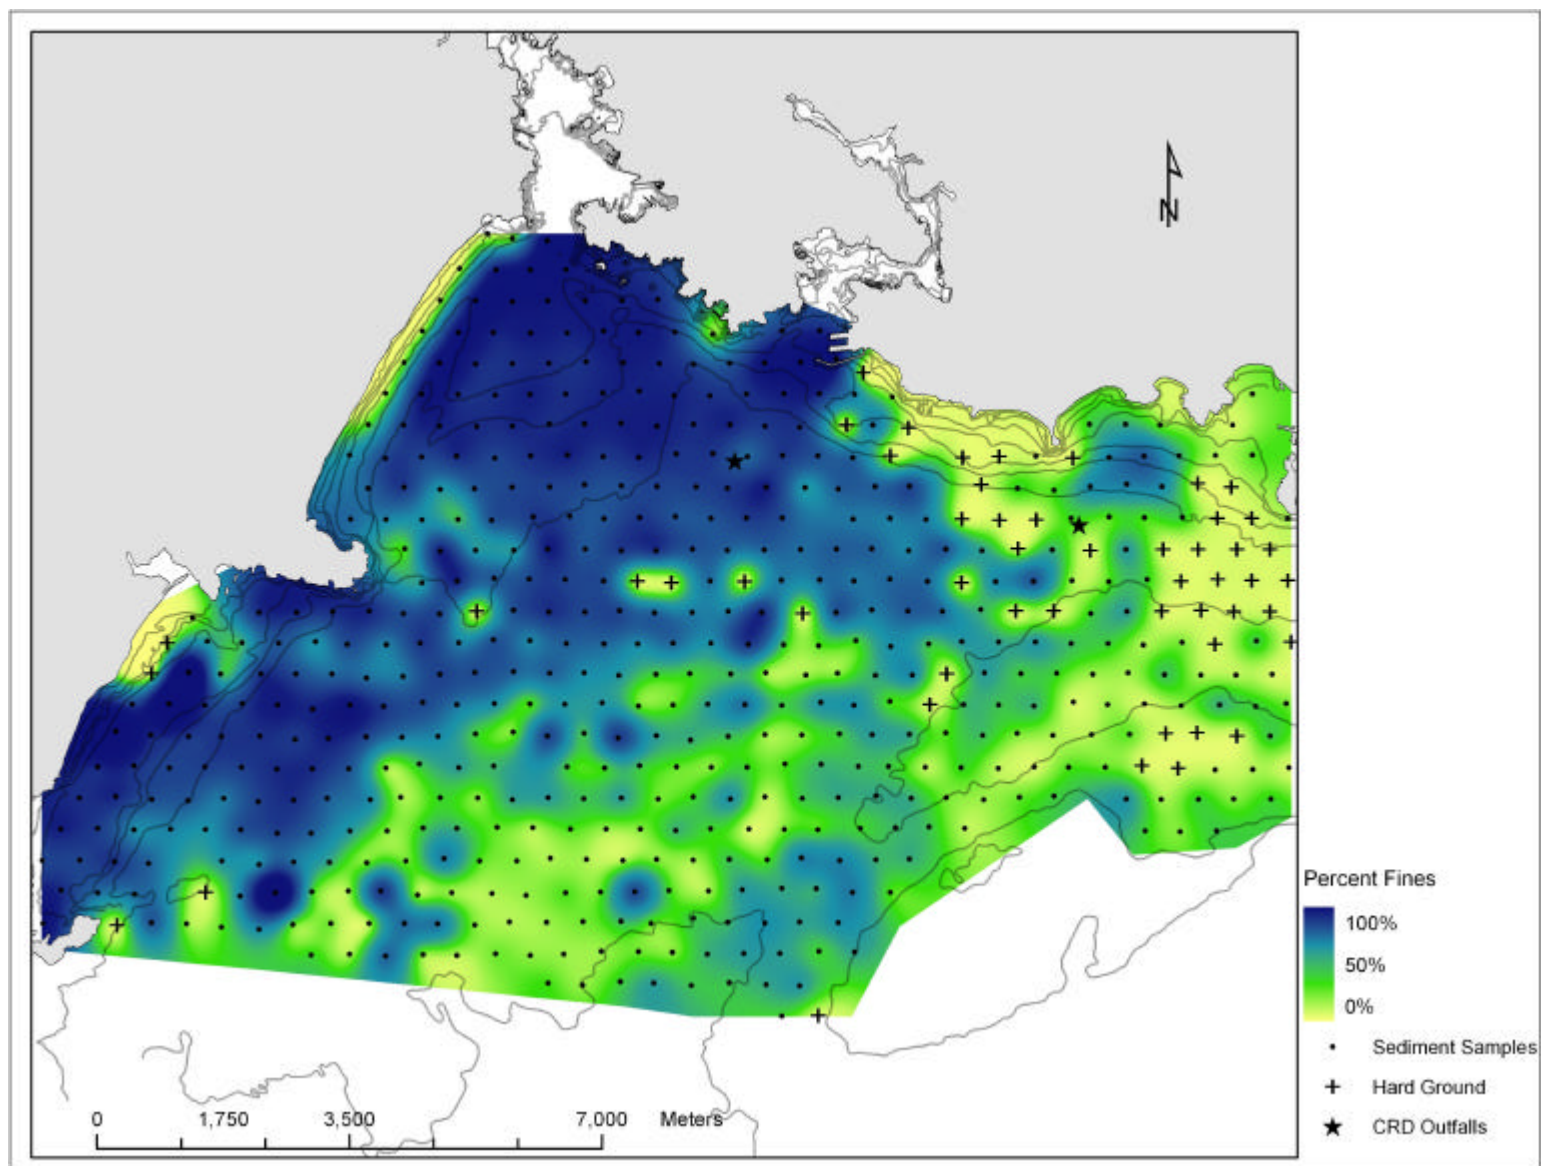 N
Percent Fines
100%
50%
0%
Sediment Samples
Hard Ground
CRD Outfalls
0 1,750 3,500 7,000 Meters